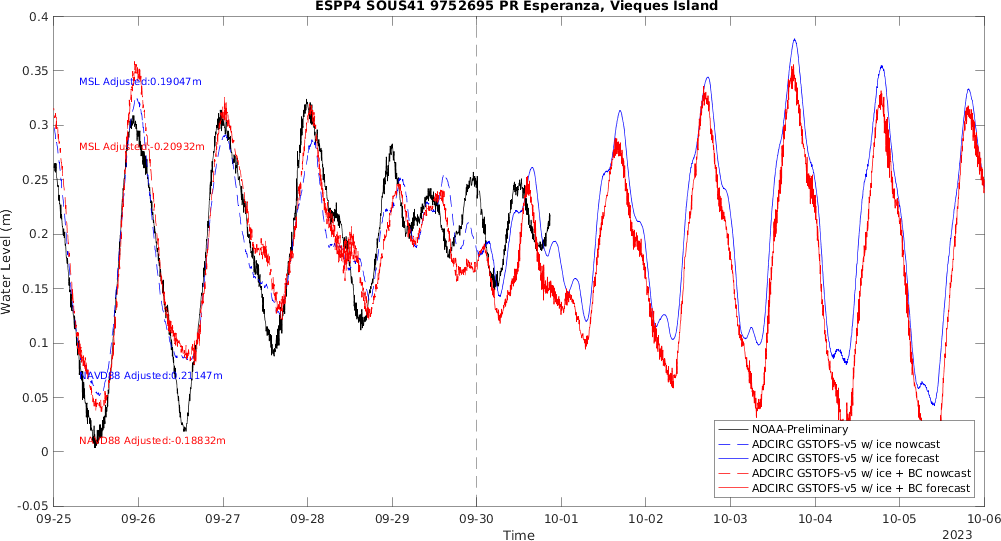 ESPP4 SOUS41 9752695 PR Esperanza, Vieques Island
0.4
0.35
0.3
0.25
0.2
0.15
0.1
0.05
0
-0.05
Water Level (m)
MSL Adjusted:0.19047m
MSL Adjusted:-0.20932m
NAVD88 Adjusted:0.21147m
NAVD88 Adjusted:-0.18832m
NOAA-Preliminary
ADCIRC GSTOFS-v5 w/ ice nowcast
ADCIRC GSTOFS-v5 w/ ice forecast
ADCIRC GSTOFS-v5 w/ ice + BC nowcast
ADCIRC GSTOFS-v5 w/ ice + BC forecast
09-25 09-26 09-27 09-28 09-29 09-30 10-01 10-02 10-03 10-04 10-05 10-06
Time
2023